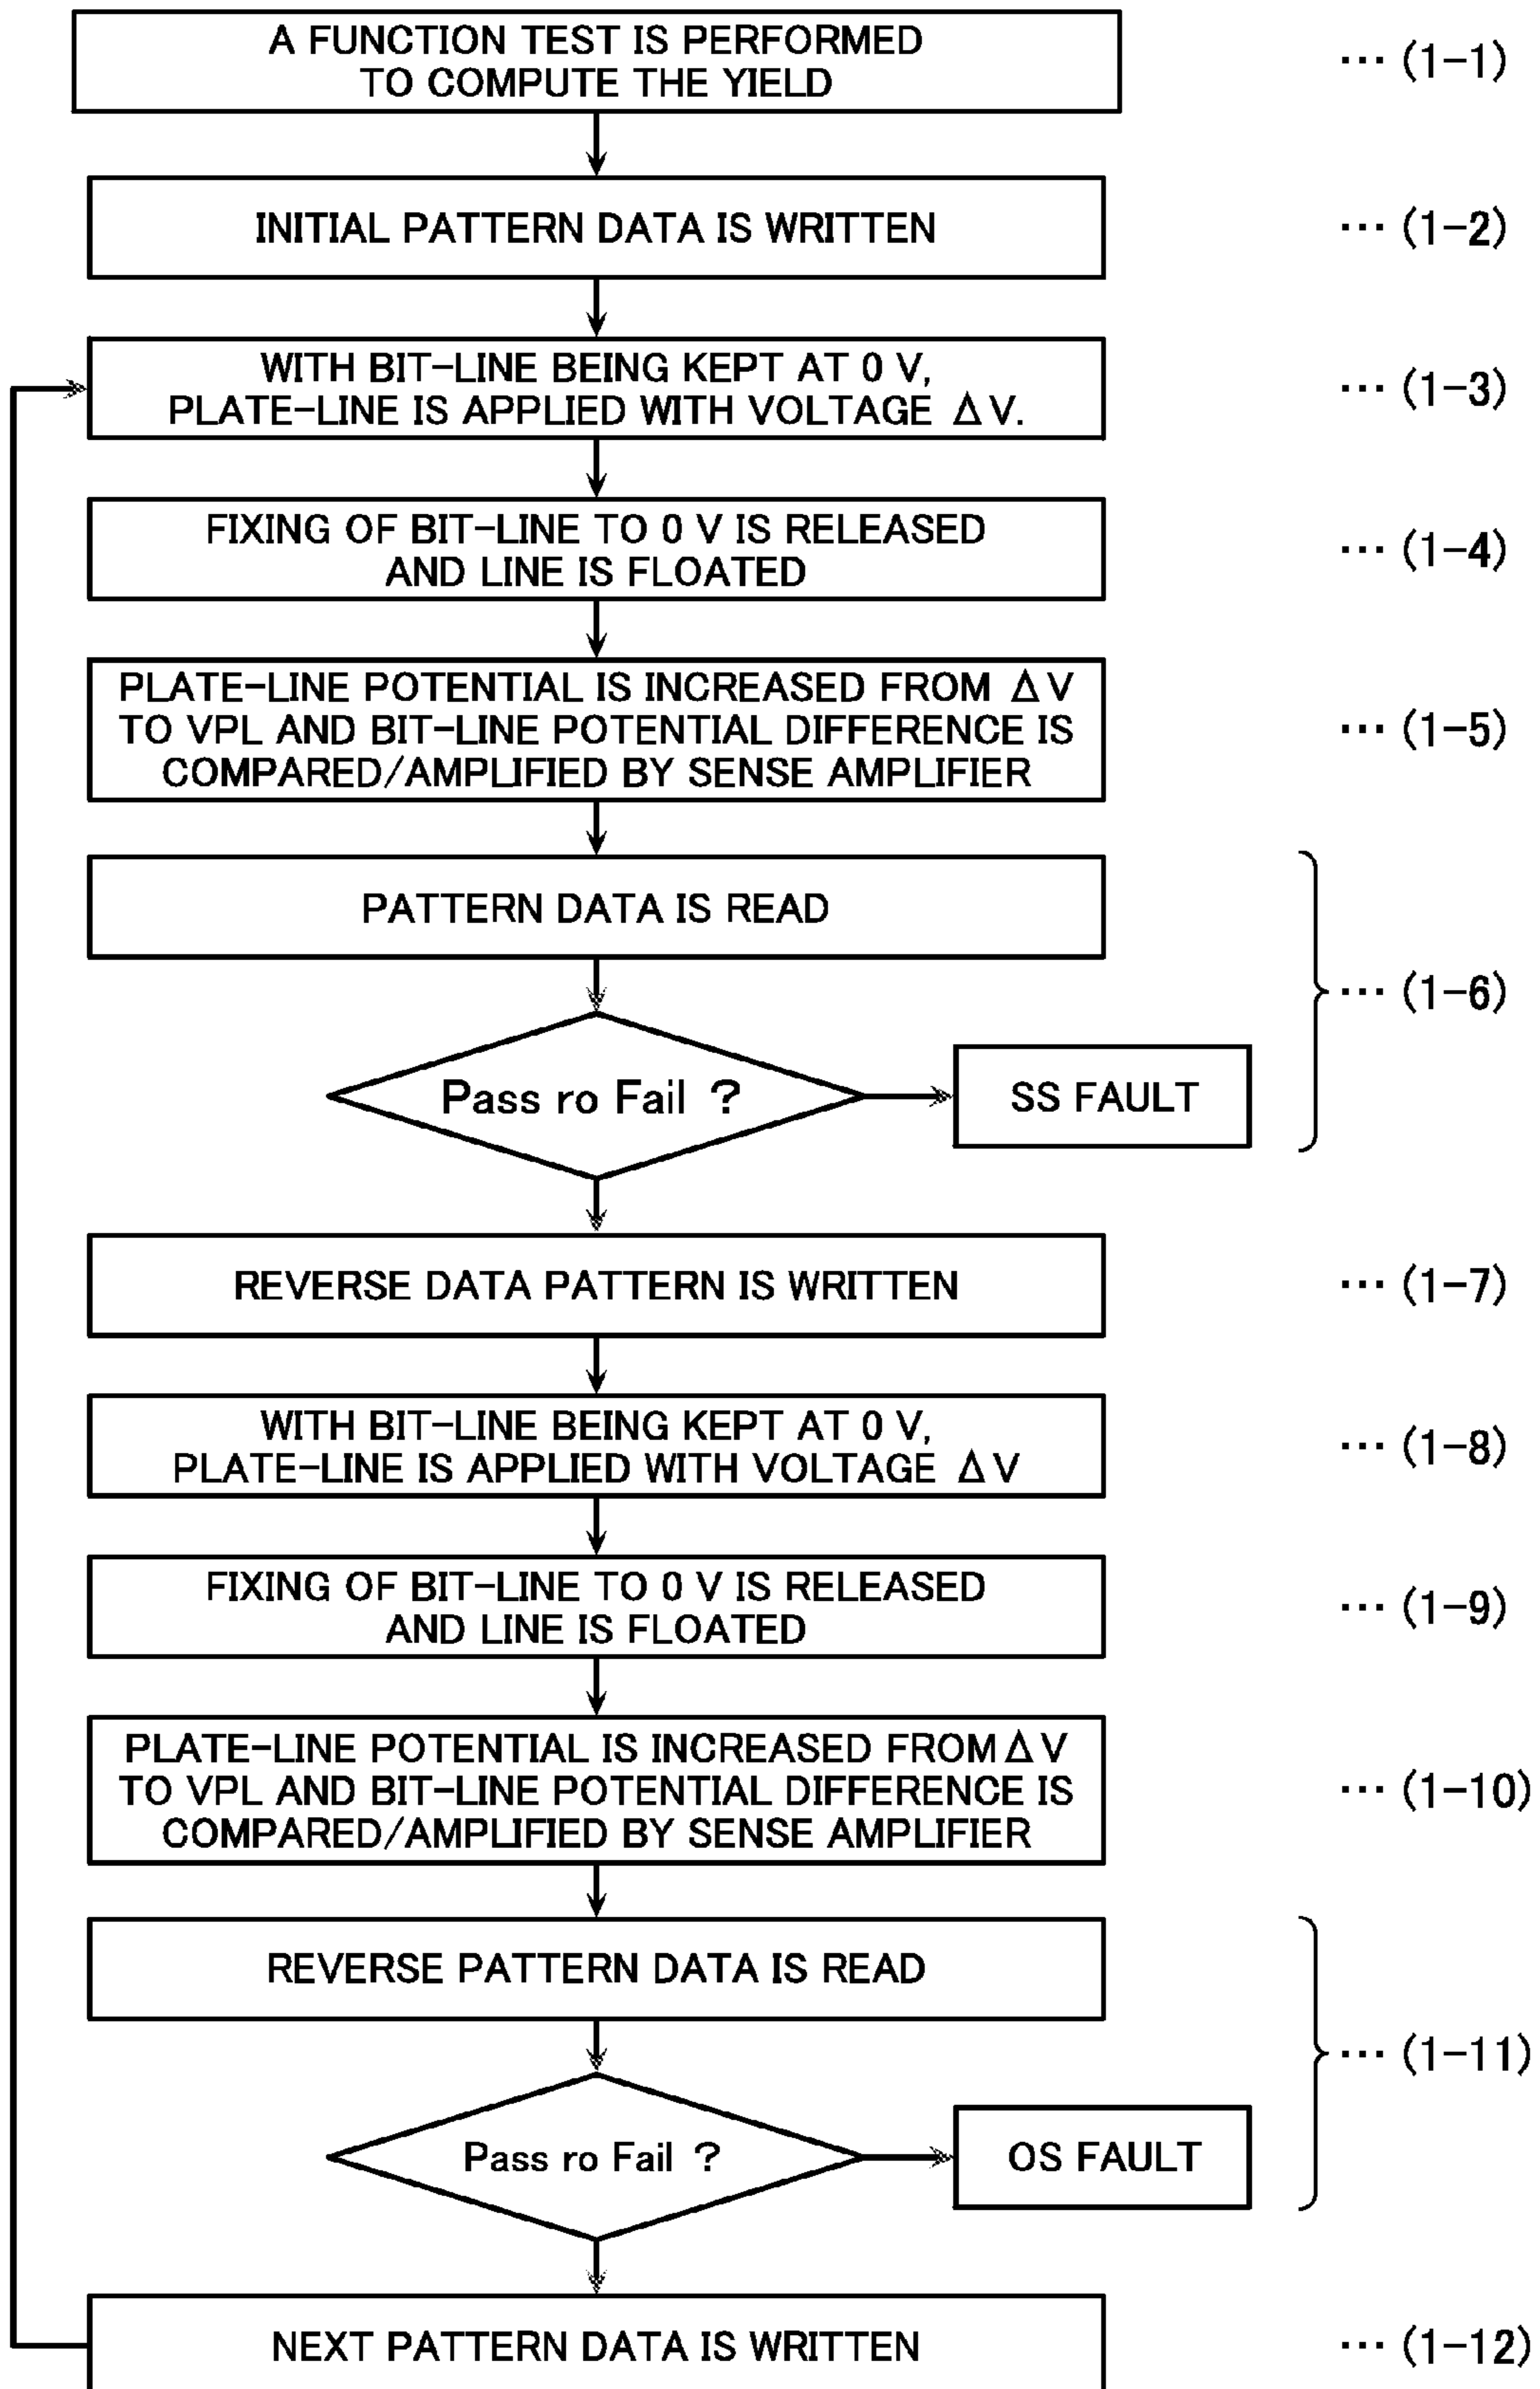 A FUNCTION TEST IS PERFORMED
TO COMPUTE THE YIELD
··· (1-1)
INITIAL PATTERN DATA IS WRITTEN
··· (1-2)
WITH BIT-LINE BEING KEPT AT 0 V,
PLATE-LINE IS APPLIED WITH VOLTAGE ΔV.
··· (1-3)
FIXING OF BIT-LINE TO 0 V IS RELEASED
AND LINE IS FLOATED
··· (1-4)
PLATE-LINE POTENTIAL IS INCREASED FROM ΔV
TO VPL AND BIT-LINE POTENTIAL DIFFERENCE IS
COMPARED/AMPLIFIED BY SENSE AMPLIFIER
··· (1-5)
PATTERN DATA IS READ
··· (1-6)
Pass ro Fail ?
SS FAULT
REVERSE DATA PATTERN IS WRITTEN
··· (1-7)
WITH BIT-LINE BEING KEPT AT 0 V,
PLATE-LINE IS APPLIED WITH VOLTAGE ΔV
··· (1-8)
FIXING OF BIT-LINE TO 0 V IS RELEASED
AND LINE IS FLOATED
··· (1-9)
PLATE-LINE POTENTIAL IS INCREASED FROM ΔV
TO VPL AND BIT-LINE POTENTIAL DIFFERENCE IS
COMPARED/AMPLIFIED BY SENSE AMPLIFIER
··· (1-10)
REVERSE PATTERN DATA IS READ
··· (1-11)
Pass ro Fail ?
OS FAULT
NEXT PATTERN DATA IS WRITTEN
··· (1-12)